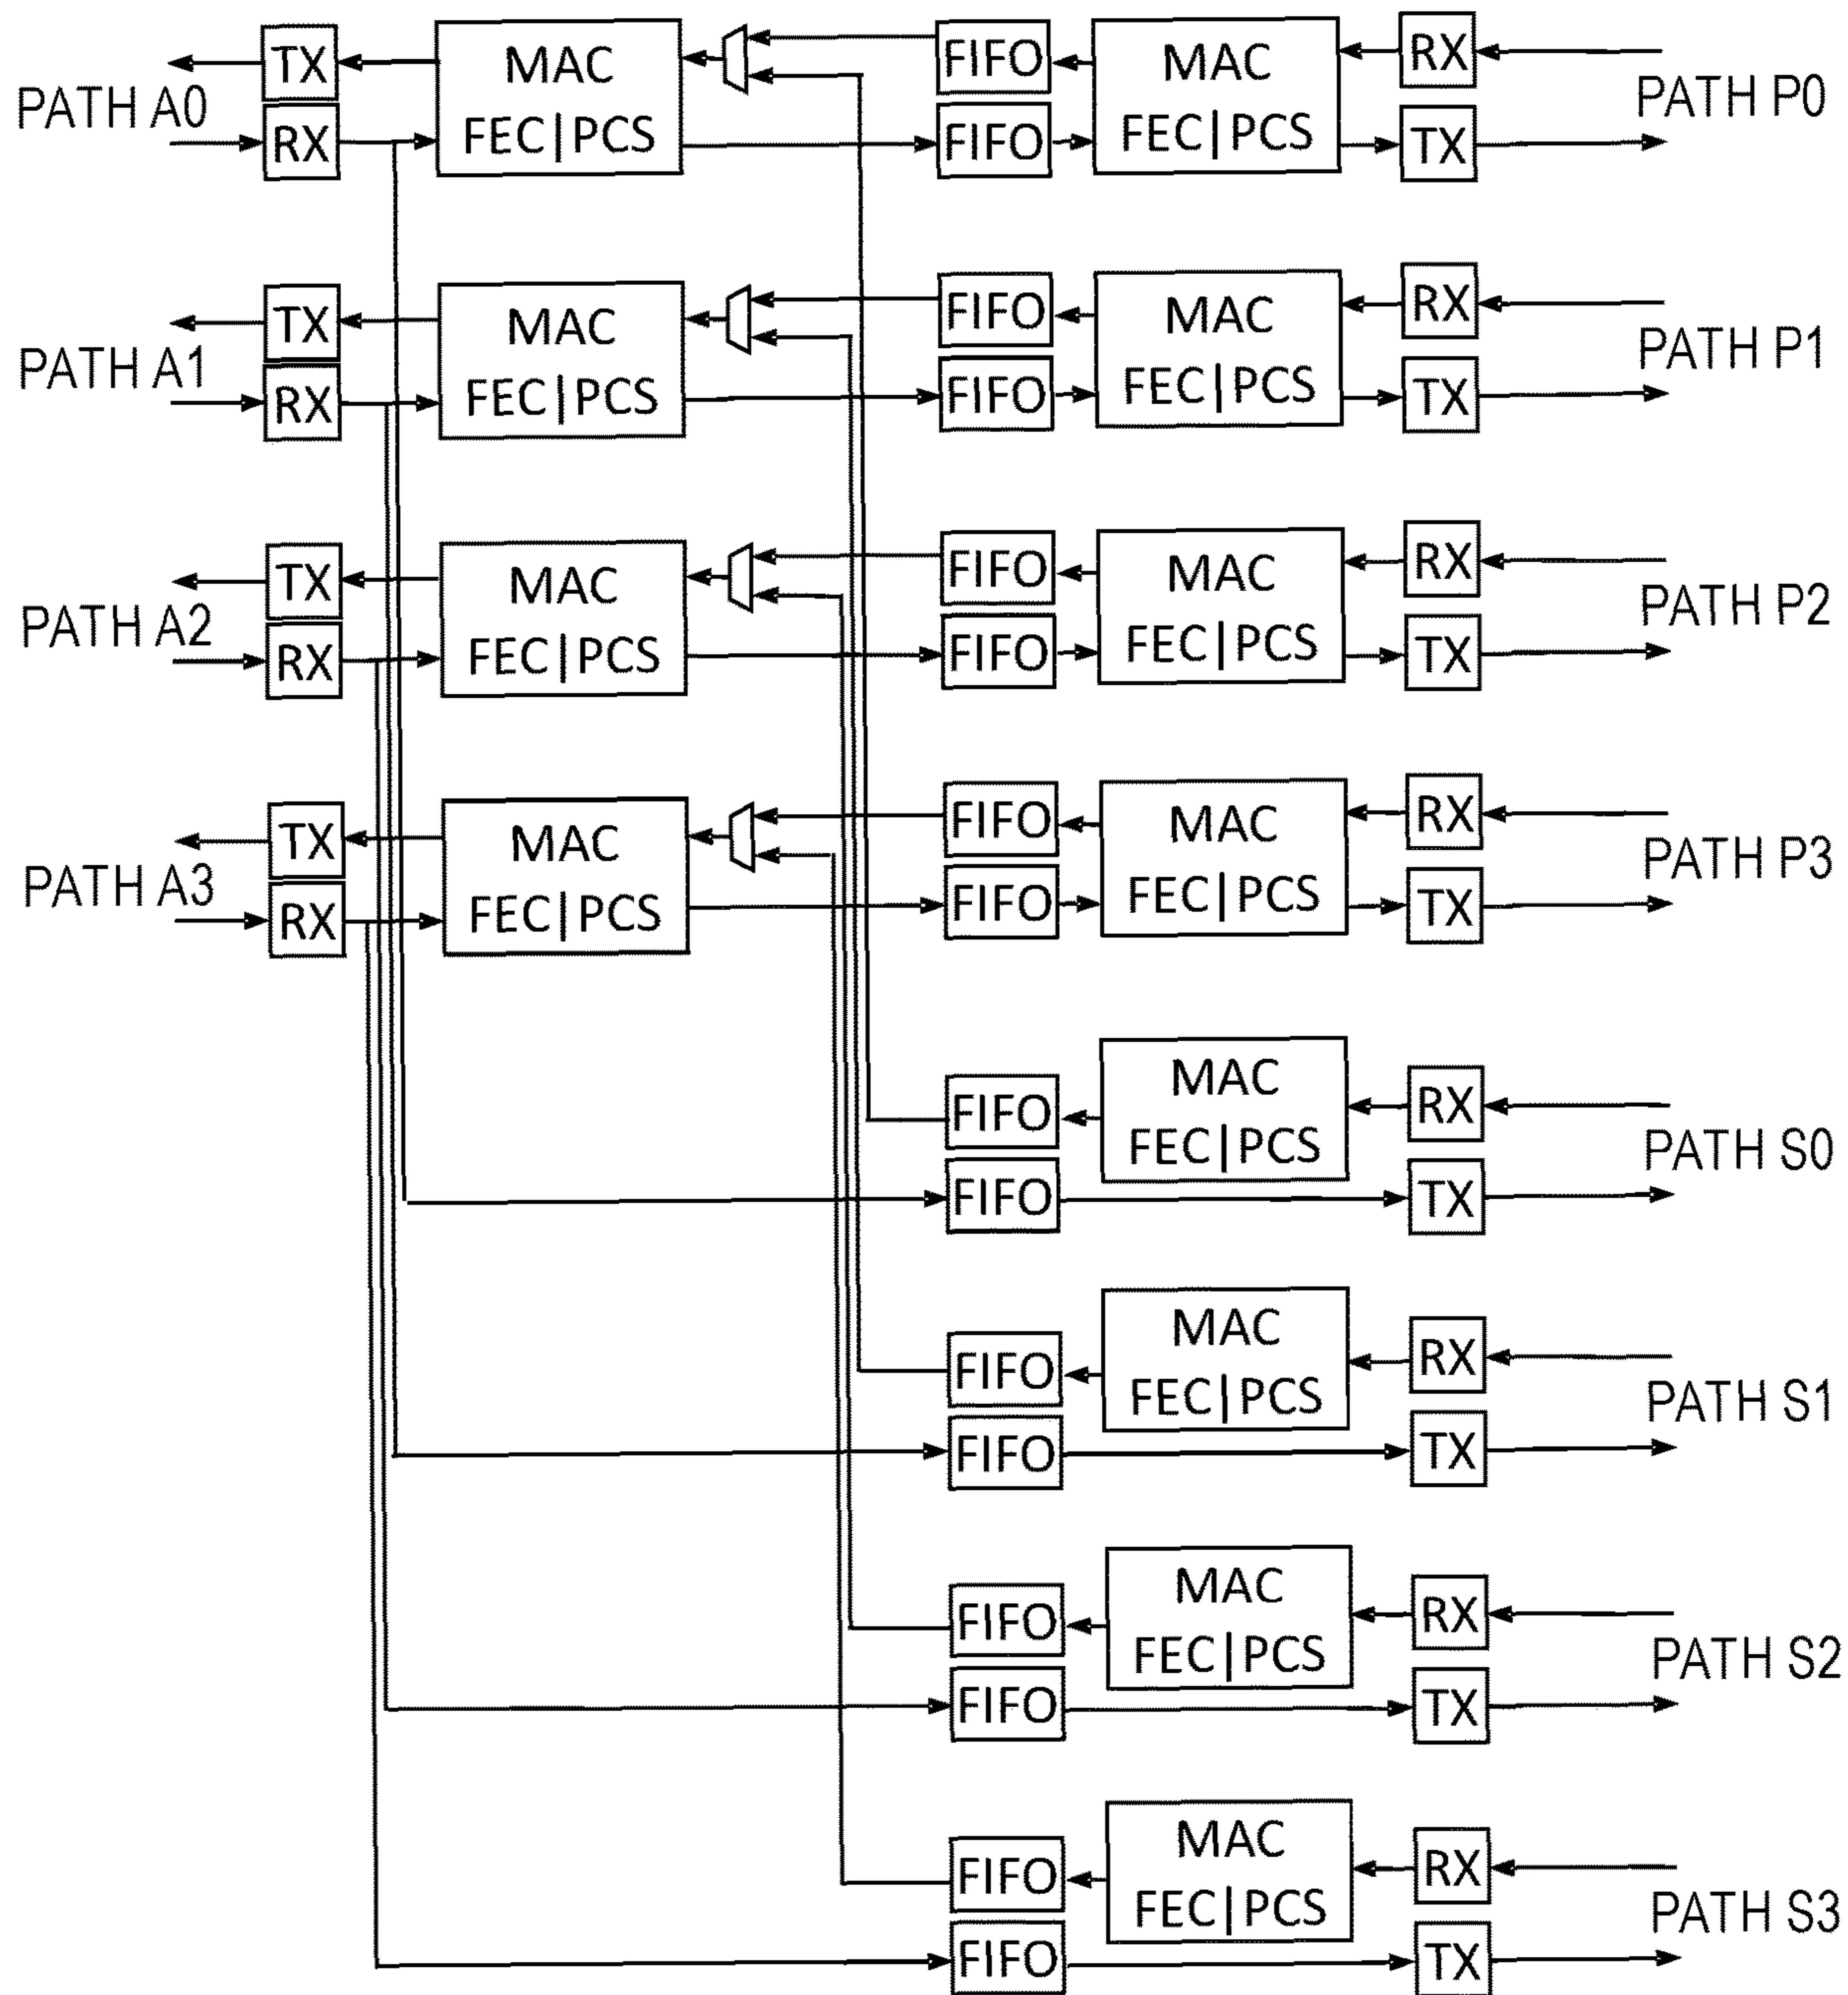 TX MAC FIFO MAC RX
PATH A0 PATH P0
RX FEC|PCS FIFO FEC|PCS TX
TX MAC FIFO MAC RX
PATH A1 PATH P1
RX FEC|PCS FIFO FEC|PCS TX
TX MAC FIFO MAC RX
PATH A2 PATH P2
RX FEC|PCS FIFO FEC|PCS TX
TX MAC FIFO MAC RX
PATH A3 PATH P3
RX FEC|PCS FIFO FEC|PCS TX
FIFO MAC RX
FEC|PCS PATH S0
FIFO TX
FIFO MAC RX
FEC|PCS PATH S1
FIFO TX
FIFO MAC RX
FEC|PCS PATH S2
FIFO TX
FIFO MAC RX
FEC|PCS PATH S3
FIFO TX